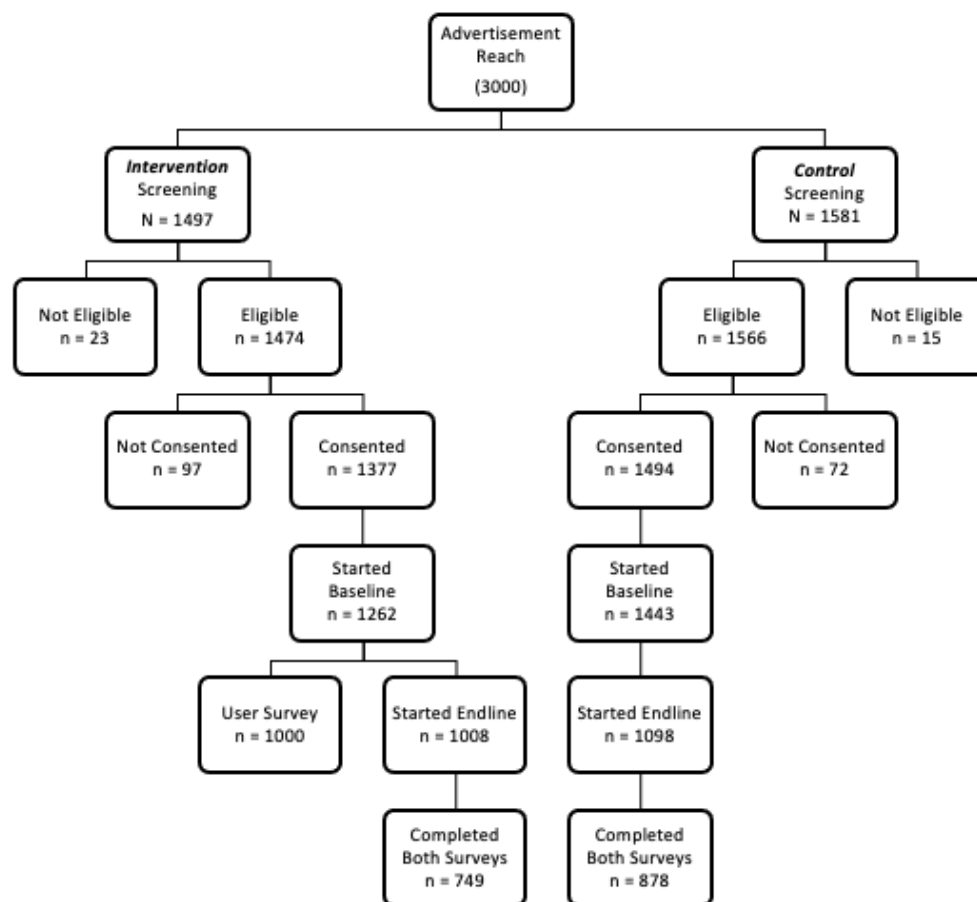 Advertisement
Reach
(3000)
Intervention
Screening
N = 1497
Control
Screening
N = 1581
Not Eligible
n = 23
Eligible
n = 1474
Eligible
n = 1566
Not Eligible
n = 15
Not Consented
n = 97
Consented
n = 1377
Consented
n = 1494
Not Consented
n = 72
Started
Baseline
n = 1262
Started
Baseline
n = 1443
User Survey
n = 1000
Started Endline
n = 1008
Started Endline
n = 1098
Completed
Both Surveys
n = 749
Completed
Both Surveys
n = 878